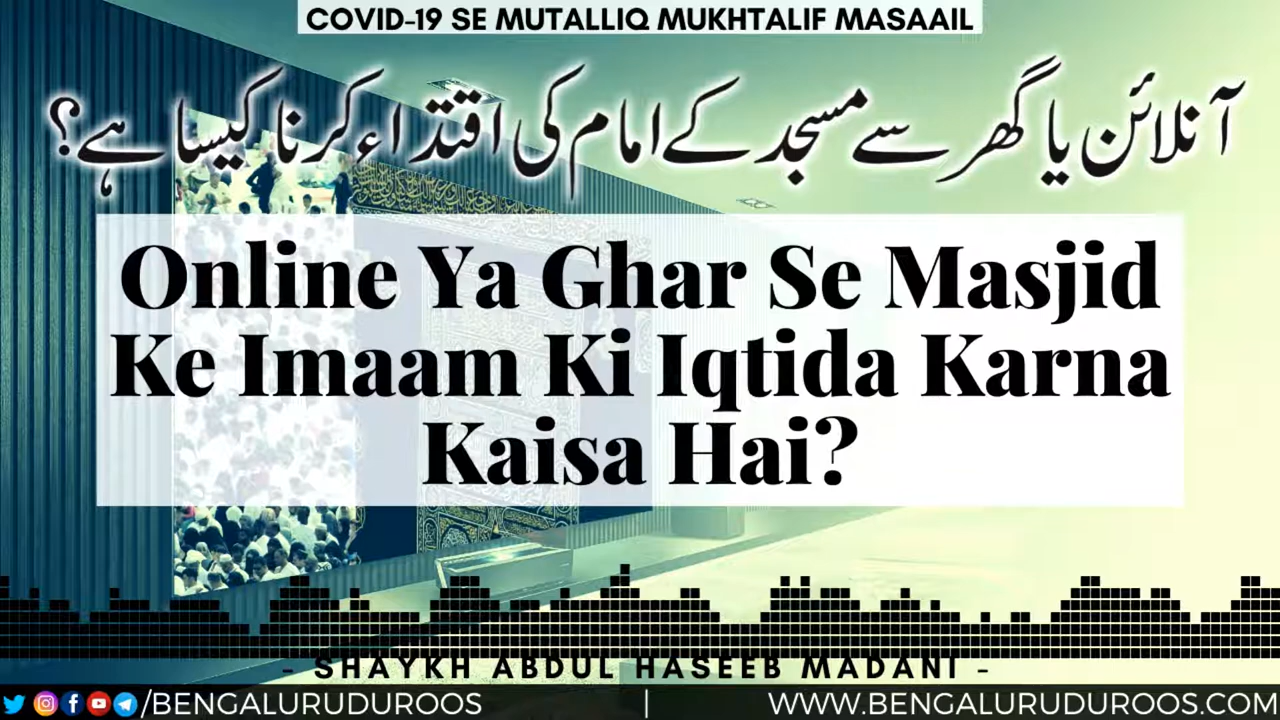 COVID-19 SE MUTALLIQ MUKHTALIF MASAAIL
آنلائن یا گھر سے مسجد کے امام کی اقتداء کرنا کیسا ہے؟
Online Ya Ghar Se Masjid
Ke Imaam Ki Iqtida Karna
Kaisa Hai?
- SHAYKH ABDUL HASEEB MADANI -
/BENGALURUDUROOS | WWW.BENGALURUDUROOS.COM